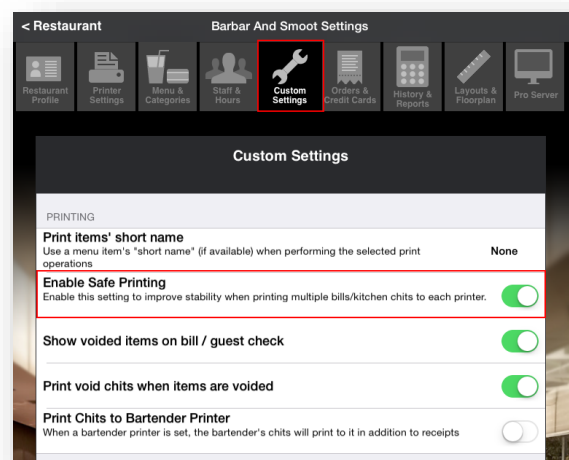 < Restaurant
Barbar And Smoot Settings
Restaurant
Profile
Printer
Settings
Menu &
Categories
Staff &
Hours
Custom
Settings
Orders &
Credit Cards
History &
Reports
Layouts &
Floorplan
Pro Server
Custom Settings
PRINTING
Print items' short name
Use a menu item's "short name" (if available) when performing the selected print
operations
None
Enable Safe Printing
Enable this setting to improve stability when printing multiple bills/kitchen chits to each printer.
Show voided items on bill / guest check
Print void chits when items are voided
Print Chits to Bartender Printer
When a bartender printer is set, the bartender's chits will print to it in addition to receipts